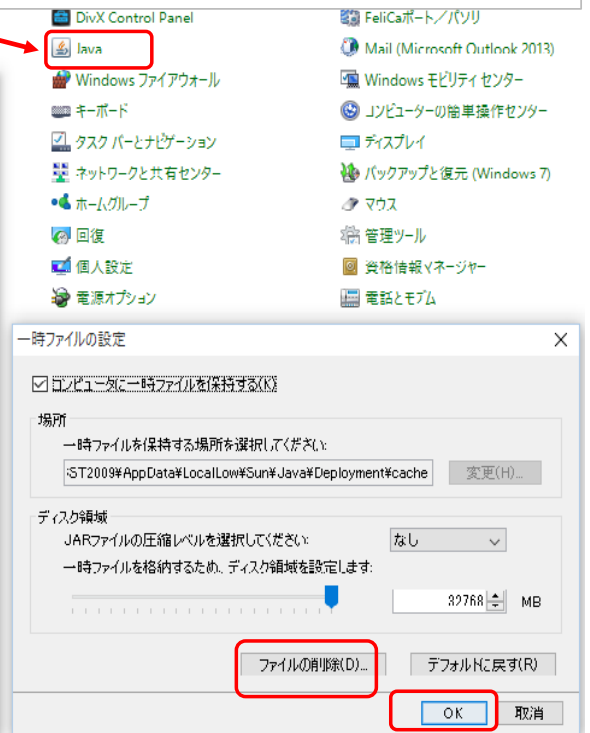 DivX Control Panel
FeliCaポート／パソリ
Java
Mail (Microsoft Outlook 2013)
Windows ファイアウォール
Windows モビリティ センター
キーボード
コンピューターの簡単操作センター
タスク バーとナビゲーション
ディスプレイ
ネットワークと共有センター
バックアップと復元 (Windows 7)
ホームグループ
マウス
回復
管理ツール
個人設定
資格情報マネージャー
電源オプション
電話とモデム
一時ファイルの設定
コンピュータに一時ファイルを保持する(K)
場所
一時ファイルを保持する場所を選択してください:
ST2009¥AppData¥LocalLow¥Sun¥Java¥Deployment¥cache
変更(H)...
ディスク領域
JARファイルの圧縮レベルを選択してください:
なし
一時ファイルを格納するため、ディスク領域を設定します:
32768
MB
ファイルの削除(D)...
デフォルトに戻す(R)
OK
取消